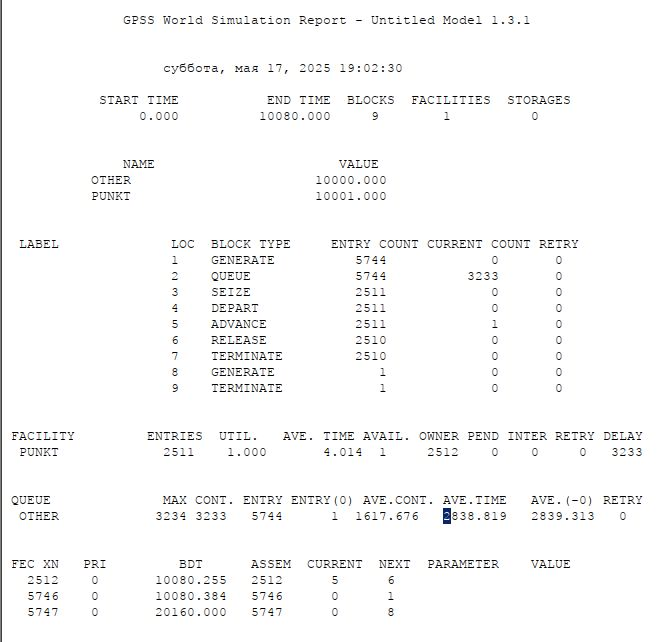 GPSS World Simulation Report - Untitled Model 1.3.1
суббота, мая 17, 2025 19:02:30
START TIME END TIME BLOCKS FACILITIES STORAGES
0.000 10080.000 9 1 0
NAME VALUE
OTHER 10000.000
PUNKT 10001.000
LABEL LOC BLOCK TYPE ENTRY COUNT CURRENT COUNT RETRY
1 GENERATE 5744 0 0
2 QUEUE 5744 3233 0
3 SEIZE 2511 0 0
4 DEPART 2511 0 0
5 ADVANCE 2511 1 0
6 RELEASE 2510 0 0
7 TERMINATE 2510 0 0
8 GENERATE 1 0 0
9 TERMINATE 1 0 0
FACILITY ENTRIES UTIL. AVE. TIME AVAIL. OWNER PEND INTER RETRY DELAY
PUNKT 2511 1.000 4.014 1 2512 0 0 0 3233
QUEUE MAX CONT. ENTRY ENTRY(0) AVE.CONT. AVE.TIME AVE.(-0) RETRY
OTHER 3234 3233 5744 1 1617.676 2838.819 2839.313 0
FEC XN PRI BDT ASSEM CURRENT NEXT PARAMETER VALUE
2512 0 10080.255 2512 5 6
5746 0 10080.384 5746 0 1
5747 0 20160.000 5747 0 8